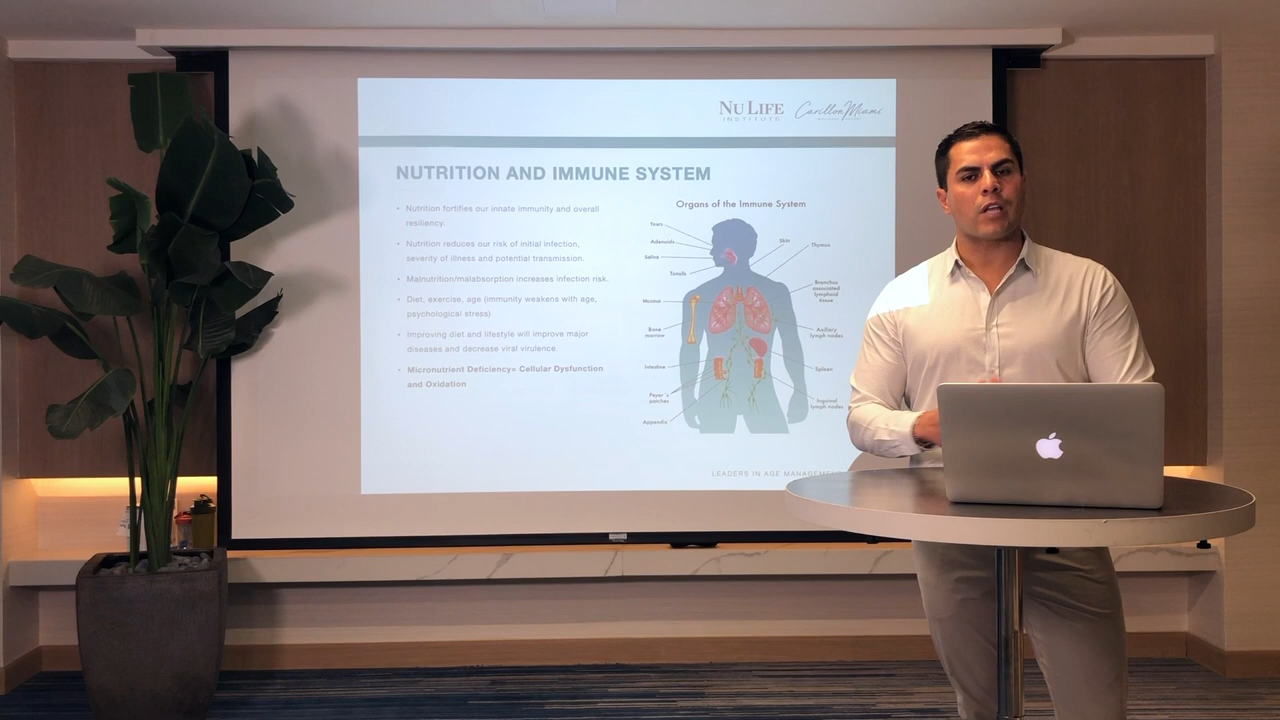 NU LIFE
INSTITUTE
Carillon Miami
NUTRITION AND IMMUNE SYSTEM
• Nutrition fortifies our innate immunity and overall
resiliency.
• Nutrition reduces our risk of initial infection,
severity of illness and potential transmission.
• Malnutrition/malabsorption increases infection risk.
• Diet, exercise, age (immunity weakens with age,
psychological stress)
• Improving diet and lifestyle will improve major
diseases and decrease viral virulence.
• Micronutrient Deficiency= Cellular Dysfunction
and Oxidation
Organs of the Immune System
Tears
Adenoids
Saliva
Tonsils
Mucous
Bone
marrow
Intestine
Peyer's
patches
Appendix
Skin
Thymus
Bronchus
associated
lymphoid
tissue
Axillary
lymph nodes
Spleen
Inguinal
lymph nodes
LEADERS IN AGE MANAGEMENT